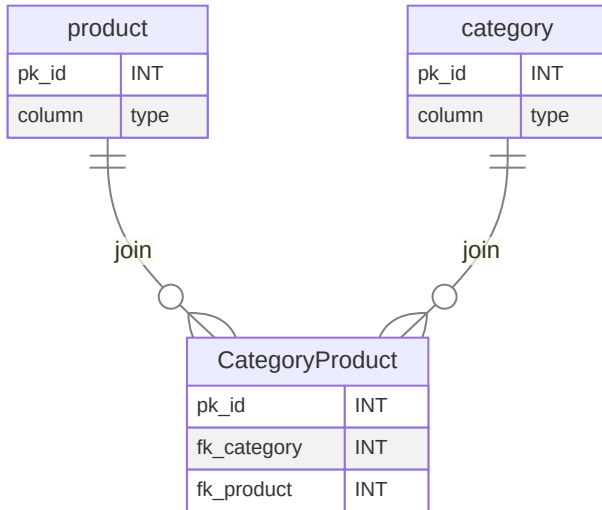 product
pk_id INT
column type
category
pk_id INT
column type
join
join
CategoryProduct
pk_id INT
fk_category INT
fk_product INT